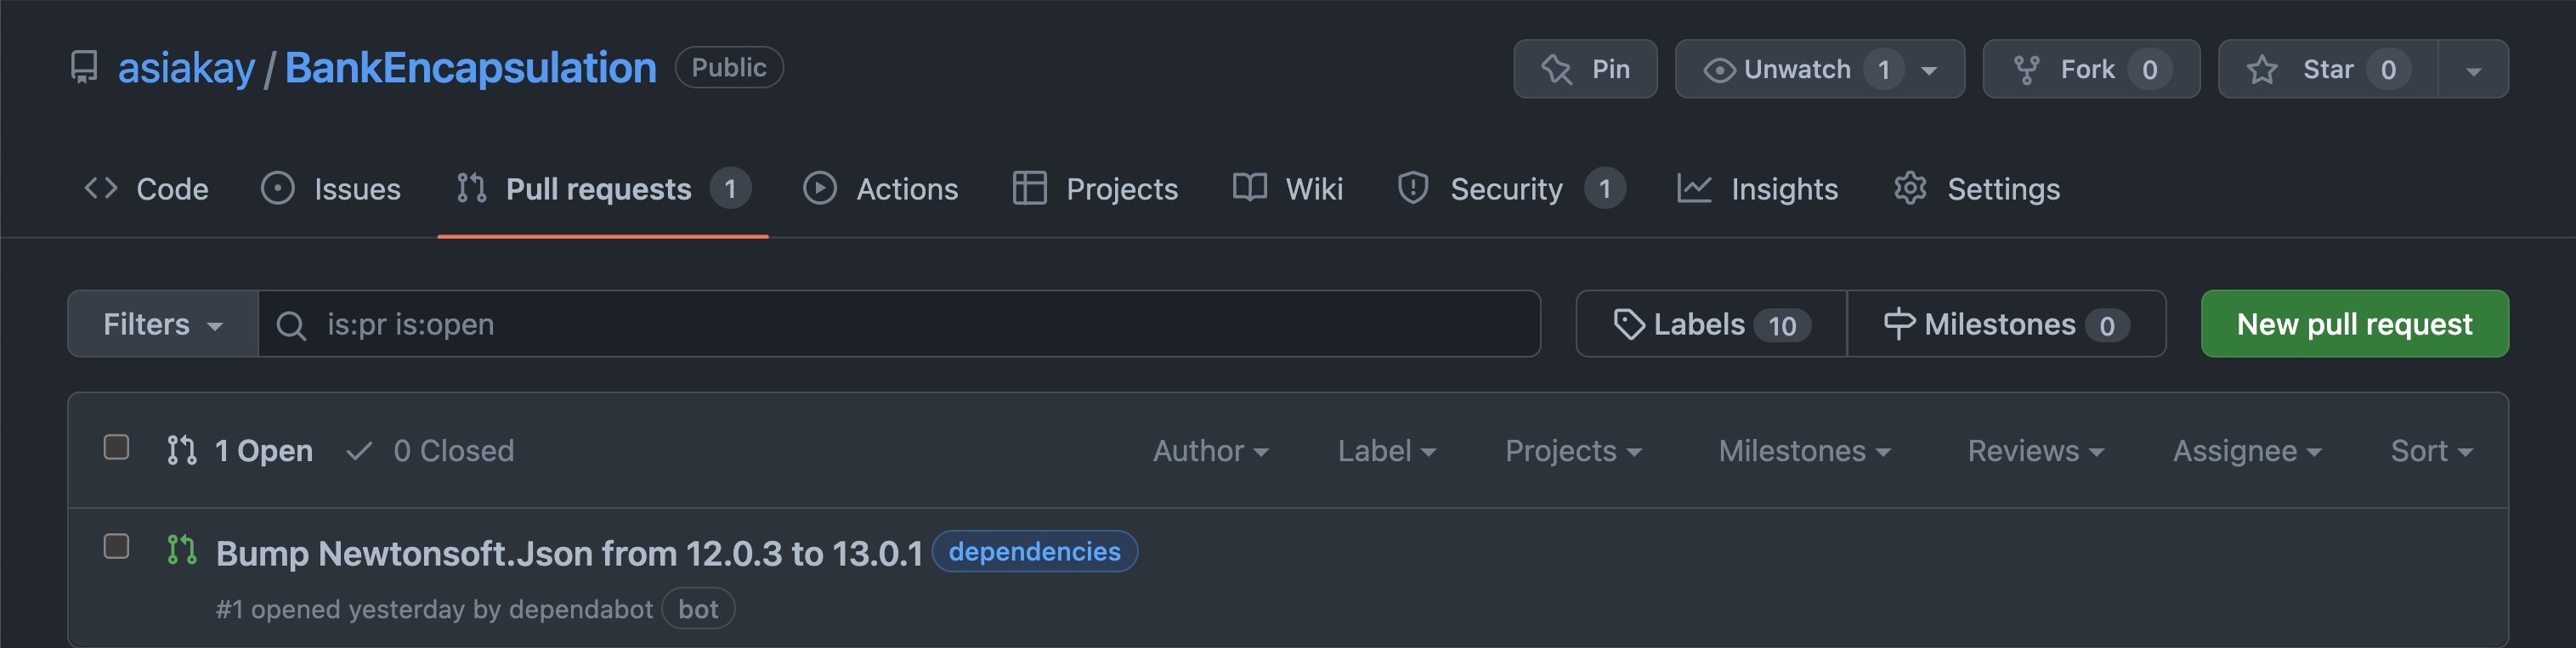 asiakay / BankEncapsulation Public Pin Unwatch 1 Fork 0 Star 0
Code Issues Pull requests 1 Actions Projects Wiki Security 1 Insights Settings
Filters is:pr is:open Labels 10 Milestones 0 New pull request
1 Open 0 Closed Author Label Projects Milestones Reviews Assignee Sort
Bump Newtonsoft.Json from 12.0.3 to 13.0.1 dependencies
#1 opened yesterday by dependabot bot